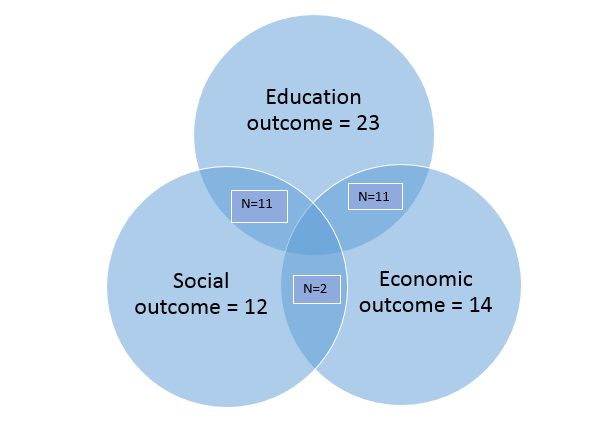 Education
outcome = 23
N=11
N=11
Social
outcome = 12
N=2
Economic
outcome = 14